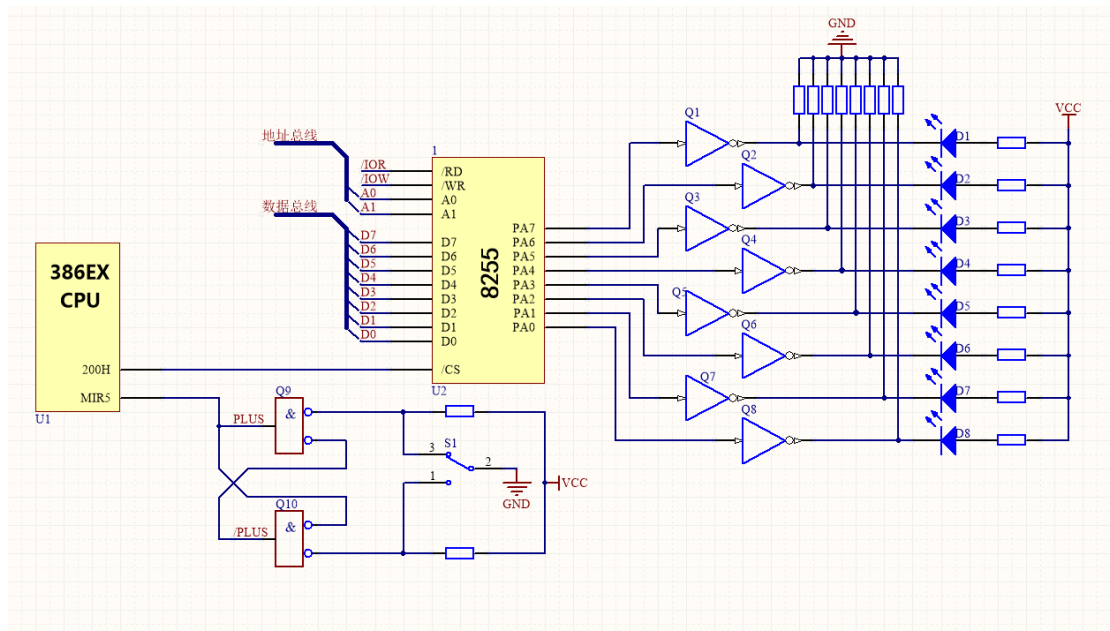 GND
Q1
VCC
地址总线
D1
1
Q2
/IOR
/RD
D2
/IOW
/WR
A0
A0
Q3
数据总线
A1
A1
D3
PA7
D7
D7
PA6
Q4
D6
D6
PA5
D4
386EX
CPU
D5
D5
8255
PA4
D4
D4
PA3
Q5
D3
D3
PA2
D5
D2
D2
PA1
Q6
D1
D1
PA0
D6
D0
D0
200H
/CS
Q7
D7
MIR5
Q9
U2
U1
PLUS
&
Q8
D8
3
S1
2
1
VCC
GND
Q10
/PLUS
&